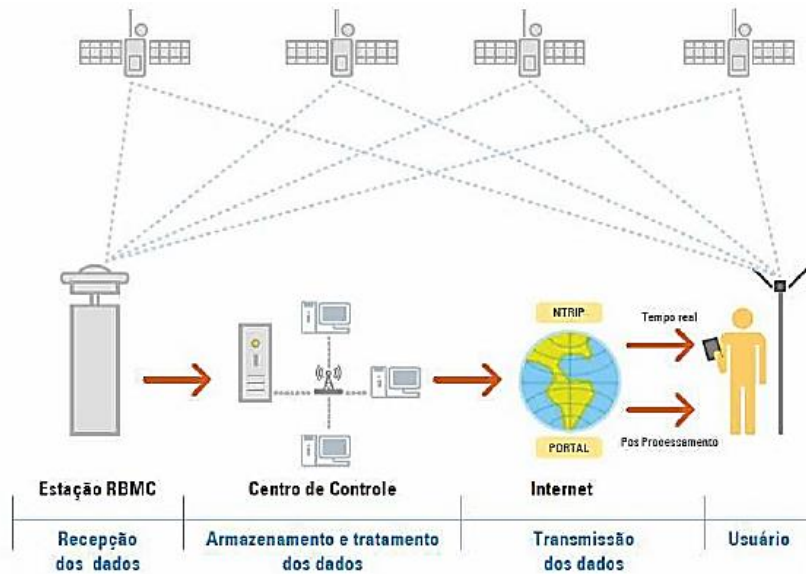 NTRIP
Tempo real
PORTAL
Pos Processamento
Estação RBMC
Centro de Controle
Internet
Recepção
dos dados
Armazenamento e tratamento
dos dados
Transmissão
dos dados
Usuário